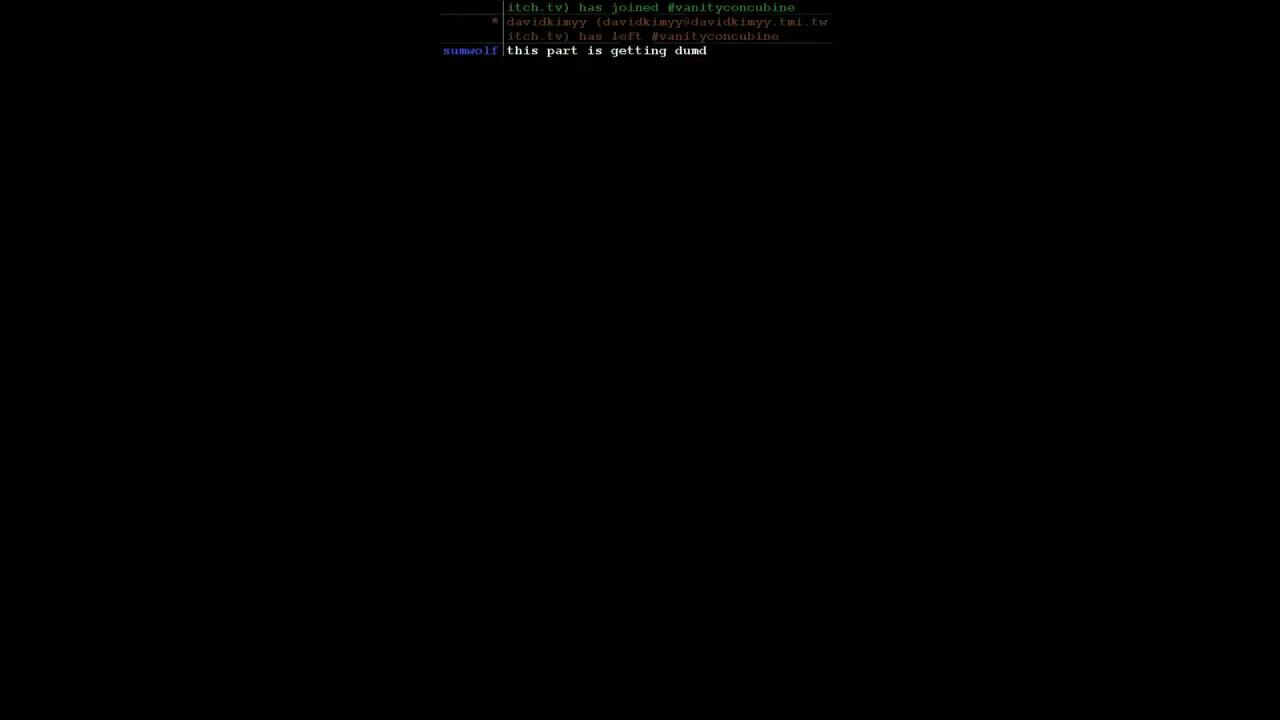 itch.tv) has joined #vanityconcubine
* davidkimyy (davidkimyy@davidkimyy.tmi.tw
itch.tv) has left #vanityconcubine
sumwolf this part is getting dumd